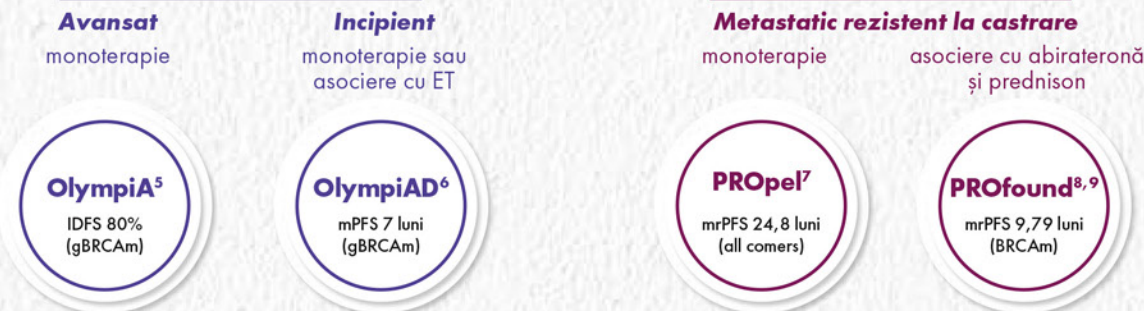 Avansat
monoterapie
Incipient
monoterapie sau
asociere cu ET
Metastatic rezistent la castrare
monoterapie
asociere cu abirateronă
și prednison
OlympiA⁵
IDFS 80%
(gBRCAm)
OlympiAD⁶
mPFS 7 luni
(gBRCAm)
PROpel⁷
mrPFS 24,8 luni
(all comers)
PROfound⁸,⁹
mrPFS 9,79 luni
(BRCAm)